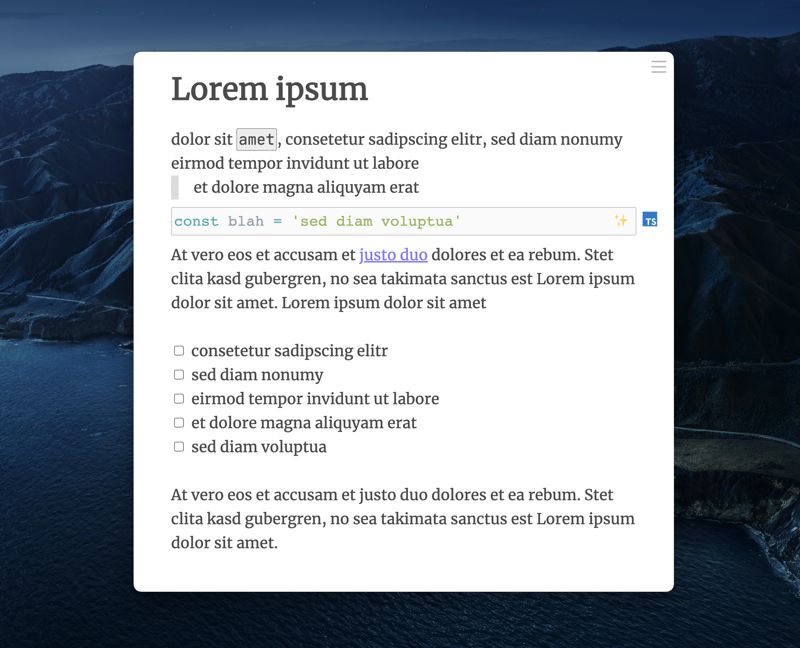 Lorem ipsum
dolor sit amet, consetetur sadipscing elitr, sed diam nonumy
eirmod tempor invidunt ut labore
et dolore magna aliquyam erat
const blah = 'sed diam voluptua'
TS
At vero eos et accusam et justo duo dolores et ea rebum. Stet
clita kasd gubergren, no sea takimata sanctus est Lorem ipsum
dolor sit amet. Lorem ipsum dolor sit amet
consetetur sadipscing elitr
sed diam nonumy
eirmod tempor invidunt ut labore
et dolore magna aliquyam erat
sed diam voluptua
At vero eos et accusam et justo duo dolores et ea rebum. Stet
clita kasd gubergren, no sea takimata sanctus est Lorem ipsum
dolor sit amet.